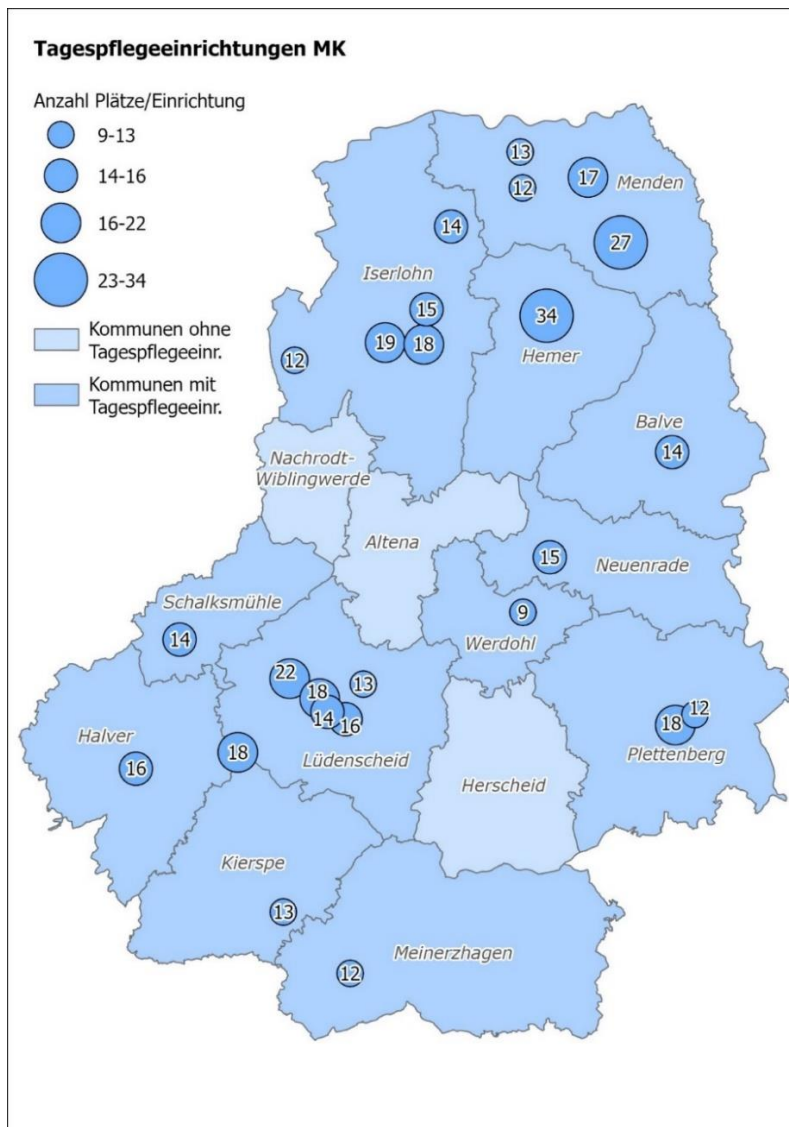 Tagespflegeeinrichtungen MK
Anzahl Plätze/Einrichtung
9-13
14-16
16-22
23-34
Kommunen ohne
Tagespflegeeinr.
Kommunen mit
Tagespflegeeinr.
13
12
17
Menden
27
14
Iserlohn
15
19
18
12
34
Hemer
Balve
14
Nachrodt-
Wiblingwerde
Altena
15
Neuenrade
9
Werdohl
Schalksmühle
14
22
18
13
14
16
Lüdenscheid
18
Halver
16
12
18
Plettenberg
Herscheid
Kierspe
13
Meinerzhagen
12